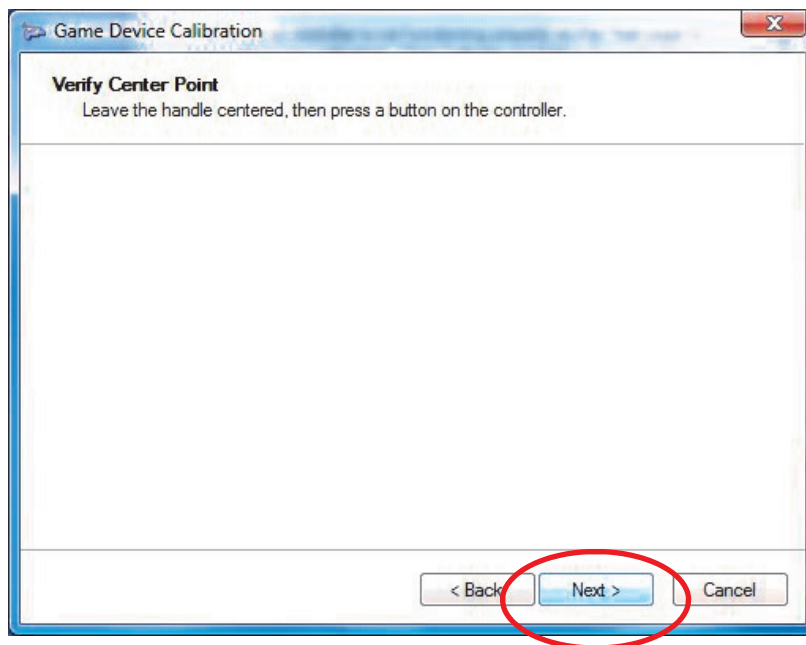 Game Device Calibration
X
Verify Center Point
Leave the handle centered, then press a button on the controller.
< Back
Next >
Cancel